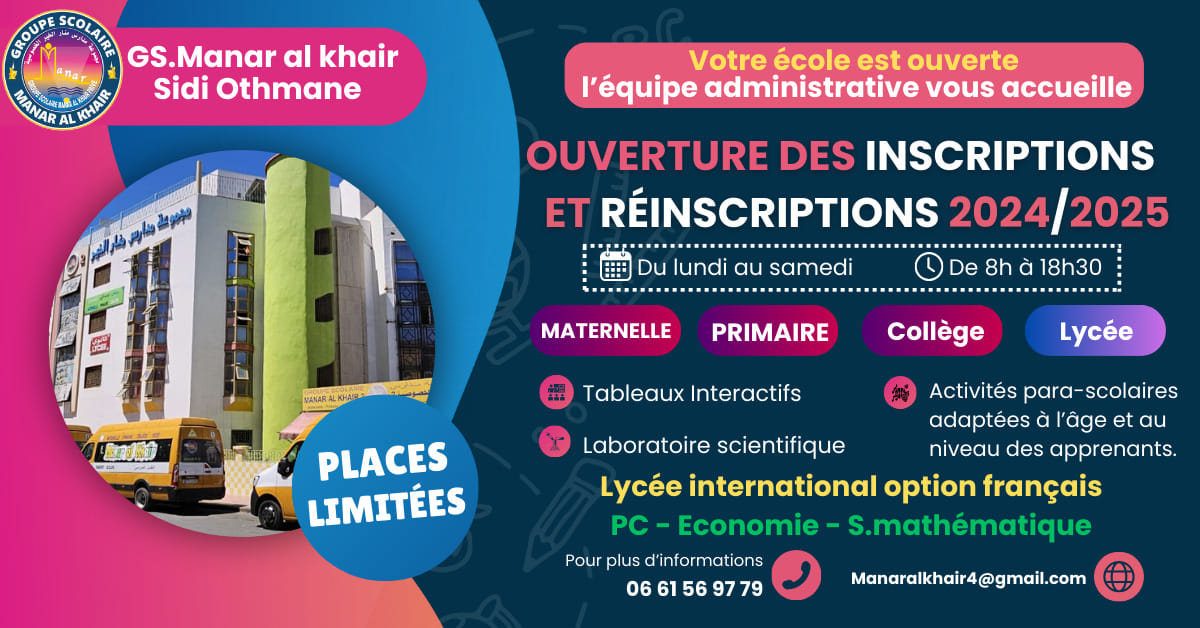 GROUPE SCOLAIRE
MANAR AL KHAIR
GS.Manar al khair
Sidi Othmane
مجموعة مدارس منار الخير
GROUPE SCOLAIRE
MANAR AL KHAIR
PLACES
LIMITÉES
Votre école est ouverte
l’équipe administrative vous accueille
OUVERTURE DES INSCRIPTIONS
ET RÉINSCRIPTIONS 2024/2025
Du lundi au samedi
De 8h à 18h30
MATERNELLE
PRIMAIRE
Collège
Lycée
Tableaux Interactifs
Laboratoire scientifique
Activités para-scolaires
adaptées à l’âge et au
niveau des apprenants.
Lycée international option français
PC - Economie - S.mathématique
Pour plus d’informations
06 61 56 97 79
Manaralkhair4@gmail.com